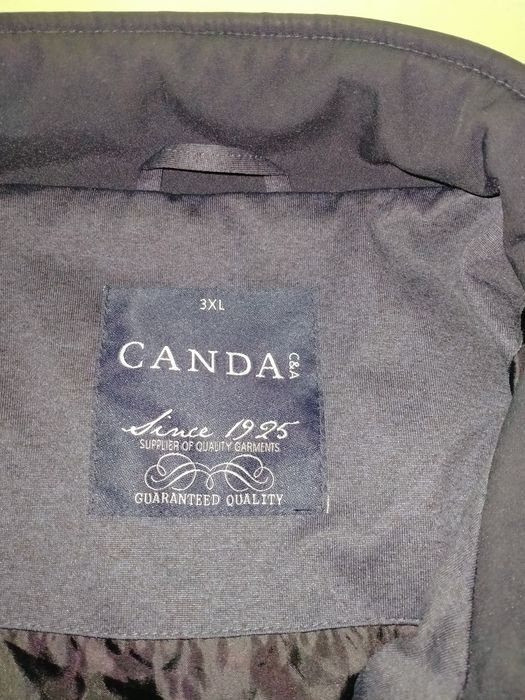 3XL
CANDA C&A
Since 1925
SUPPLIER OF QUALITY GARMENTS
GUARANTEED QUALITY